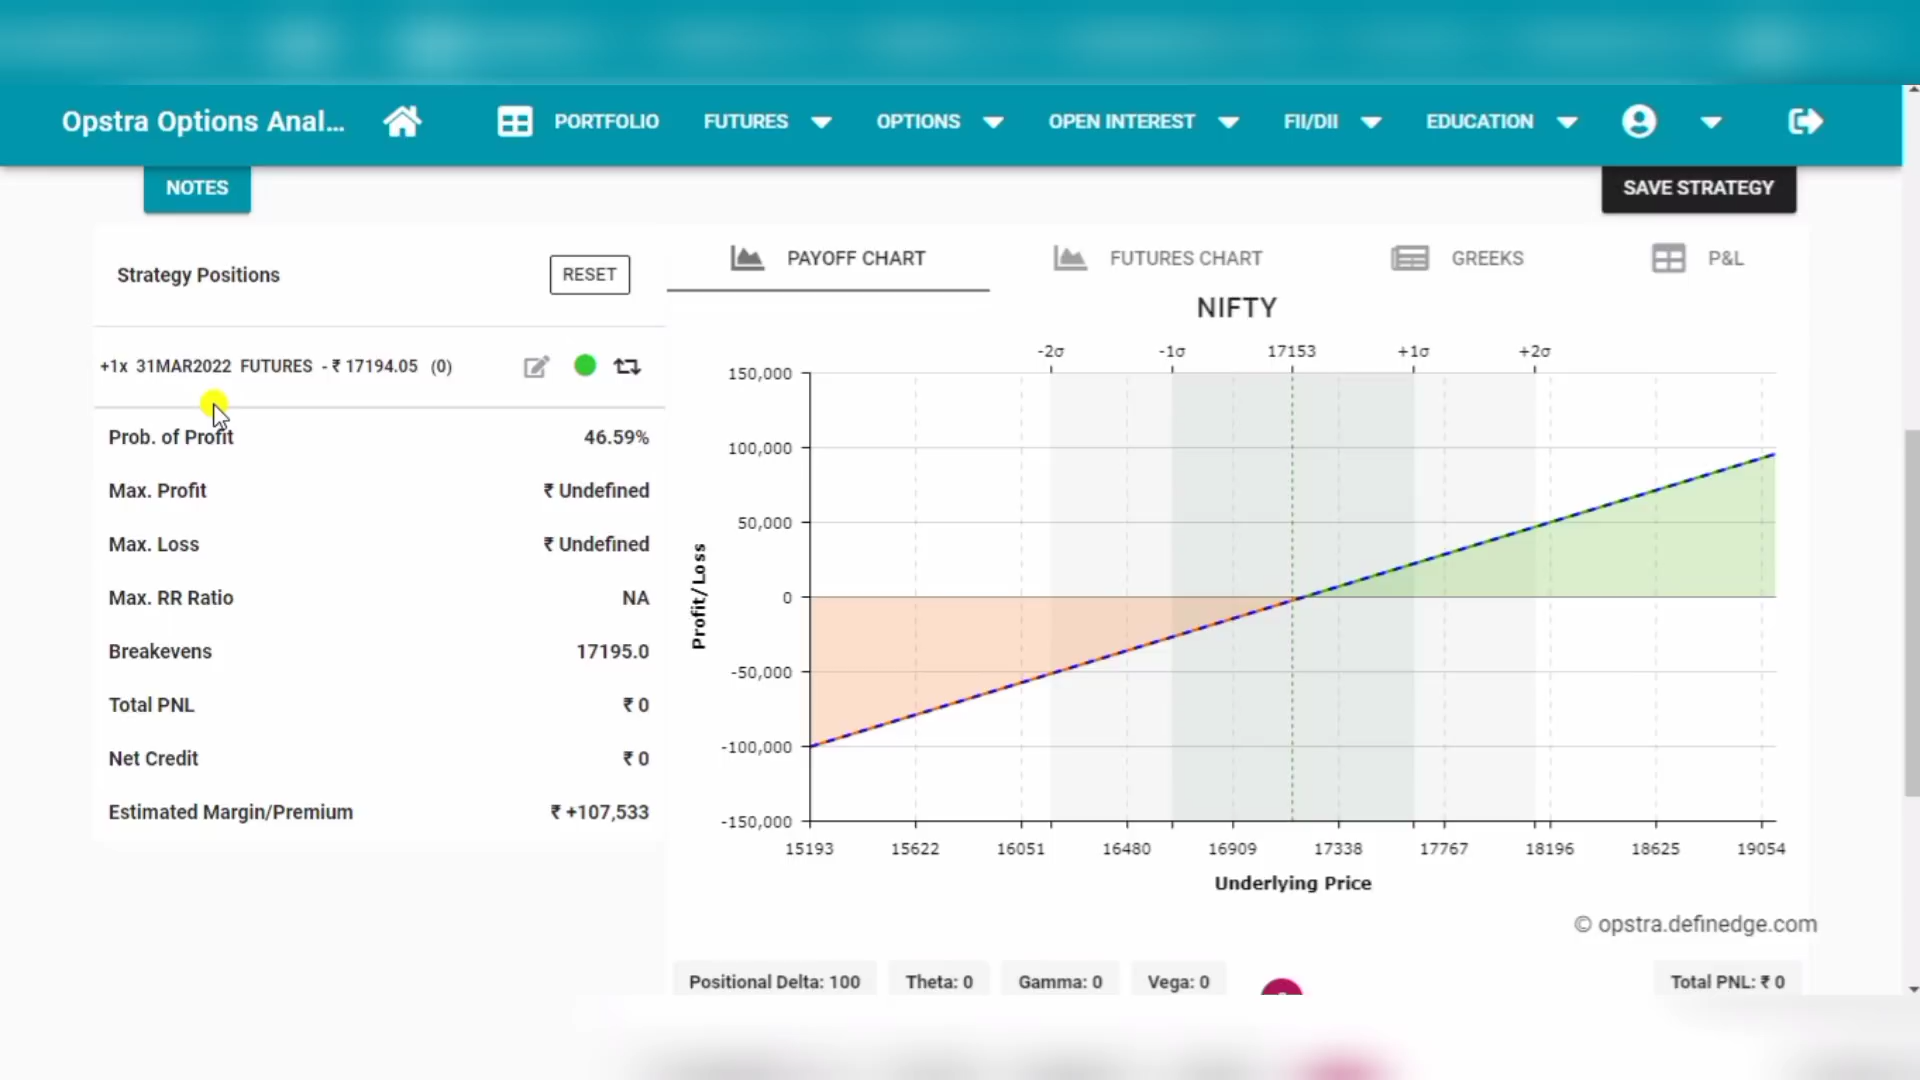 Opstra Options Anal...
PORTFOLIO
FUTURES
OPTIONS
OPEN INTEREST
FII/DII
EDUCATION
NOTES
SAVE STRATEGY
Strategy Positions
RESET
+1x 31MAR2022 FUTURES - ₹ 17194.05 (0)
Prob. of Profit 46.59%
Max. Profit ₹ Undefined
Max. Loss ₹ Undefined
Max. RR Ratio NA
Breakevens 17195.0
Total PNL ₹ 0
Net Credit ₹ 0
Estimated Margin/Premium ₹ +107,533
PAYOFF CHART
FUTURES CHART
GREEKS
P&L
NIFTY
-2σ -1σ 17153 +1σ +2σ
150,000
100,000
50,000
0
-50,000
-100,000
-150,000
Profit/Loss
15193 15622 16051 16480 16909 17338 17767 18196 18625 19054
Underlying Price
© opstra.definedge.com
Positional Delta: 100
Theta: 0
Gamma: 0
Vega: 0
Total PNL: ₹ 0